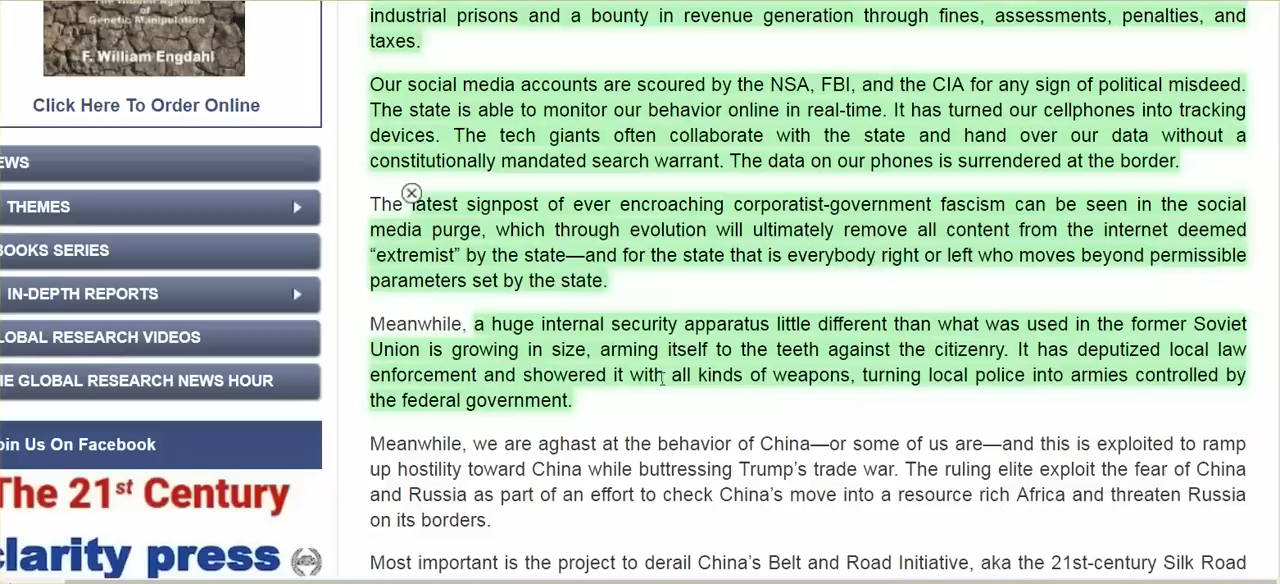 of
Genetic Manipulation
F. William Engdahl
Click Here To Order Online
EWS
THEMES
BOOKS SERIES
IN-DEPTH REPORTS
LOBAL RESEARCH VIDEOS
HE GLOBAL RESEARCH NEWS HOUR
oin Us On Facebook
The 21st Century
clarity press
industrial prisons and a bounty in revenue generation through fines, assessments, penalties, and
taxes.
Our social media accounts are scoured by the NSA, FBI, and the CIA for any sign of political misdeed.
The state is able to monitor our behavior online in real-time. It has turned our cellphones into tracking
devices. The tech giants often collaborate with the state and hand over our data without a
constitutionally mandated search warrant. The data on our phones is surrendered at the border.
The latest signpost of ever encroaching corporatist-government fascism can be seen in the social
media purge, which through evolution will ultimately remove all content from the internet deemed
“extremist” by the state—and for the state that is everybody right or left who moves beyond permissible
parameters set by the state.
Meanwhile, a huge internal security apparatus little different than what was used in the former Soviet
Union is growing in size, arming itself to the teeth against the citizenry. It has deputized local law
enforcement and showered it with all kinds of weapons, turning local police into armies controlled by
the federal government.
Meanwhile, we are aghast at the behavior of China—or some of us are—and this is exploited to ramp
up hostility toward China while buttressing Trump’s trade war. The ruling elite exploit the fear of China
and Russia as part of an effort to check China’s move into a resource rich Africa and threaten Russia
on its borders.
Most important is the project to derail China’s Belt and Road Initiative, aka the 21st-century Silk Road